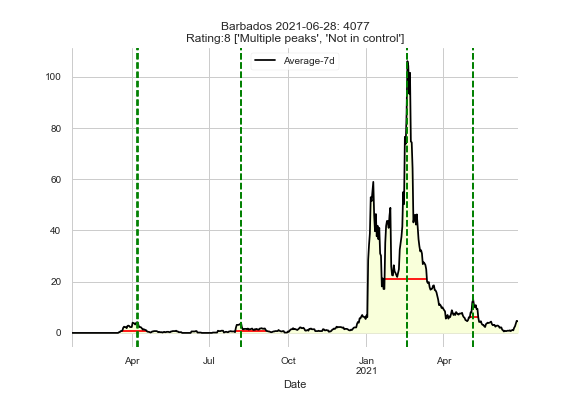 Barbados 2021-06-28: 4077
Rating:8 ['Multiple peaks', 'Not in control']
Average-7d
100
80
60
40
20
0
Apr
Jul
Oct
Jan
2021
Apr
Date